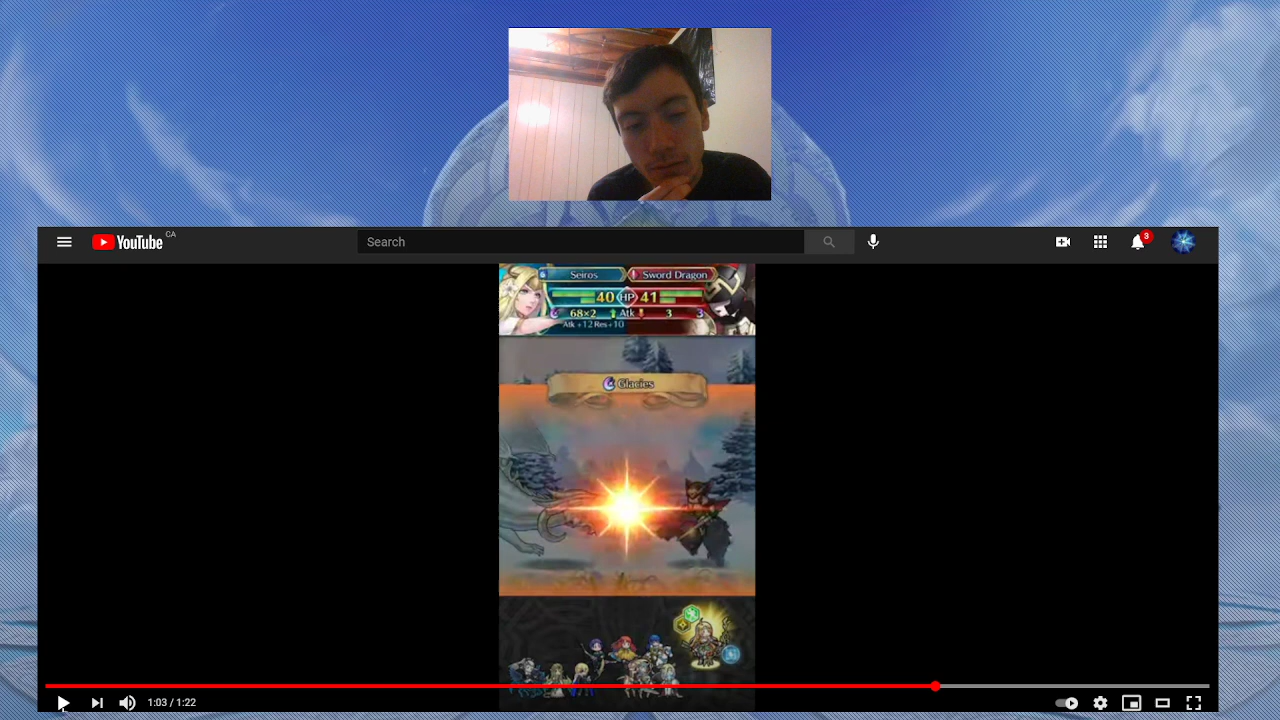 YouTube CA
Search
3
Seiros
Sword Dragon
40 HP 41
68×2 Atk 3 3
Atk +12 Res+10
Glacies
1:03 / 1:22